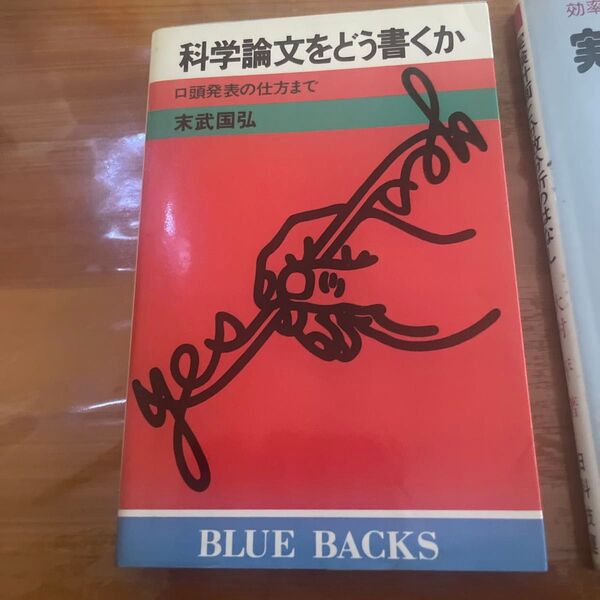 科学論文をどう書くか
口頭発表の仕方まで
末武国弘
yes
yes
BLUE BACKS
効率
実